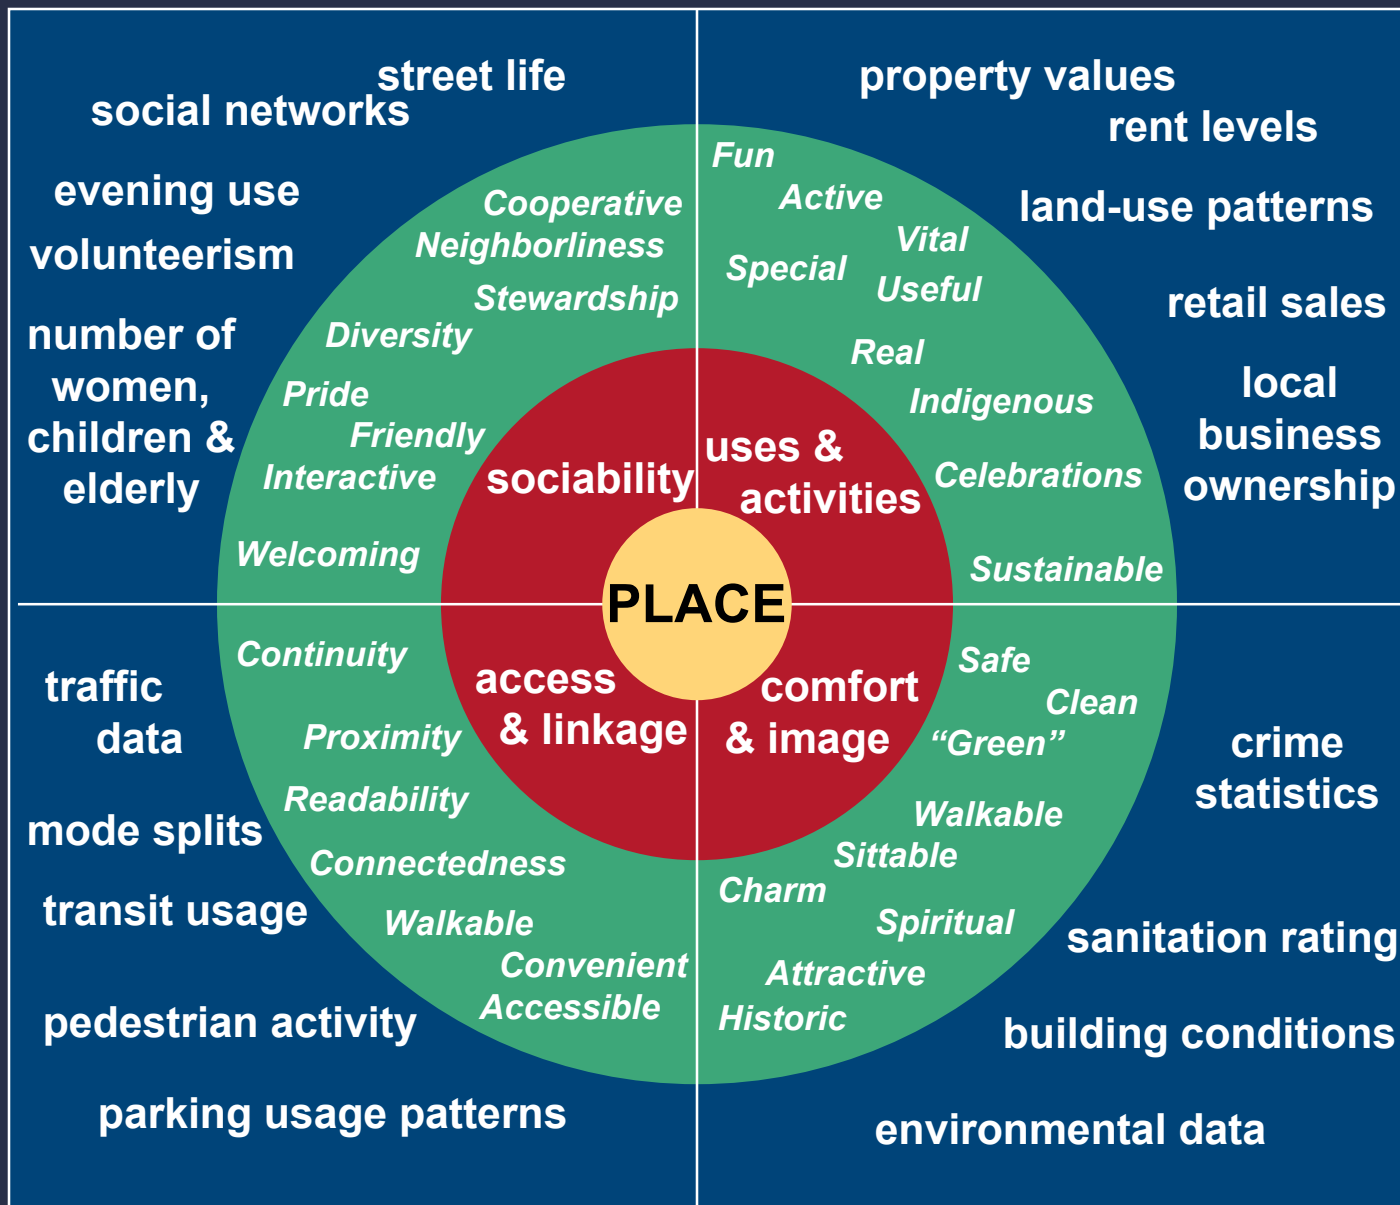 street life
social networks
evening use
volunteerism
number of
women,
children &
elderly
Cooperative
Neighborliness
Stewardship
Diversity
Pride
Friendly
Interactive
Welcoming
sociability
property values
rent levels
land-use patterns
retail sales
local
business
ownership
Fun
Active
Vital
Special
Useful
Real
Indigenous
Celebrations
Sustainable
uses &
activities
PLACE
access
& linkage
Continuity
Proximity
Readability
Connectedness
Walkable
Convenient
Accessible
traffic
data
mode splits
transit usage
pedestrian activity
parking usage patterns
comfort
& image
Safe
Clean
“Green”
Walkable
Sittable
Charm
Spiritual
Attractive
Historic
crime
statistics
sanitation rating
building conditions
environmental data